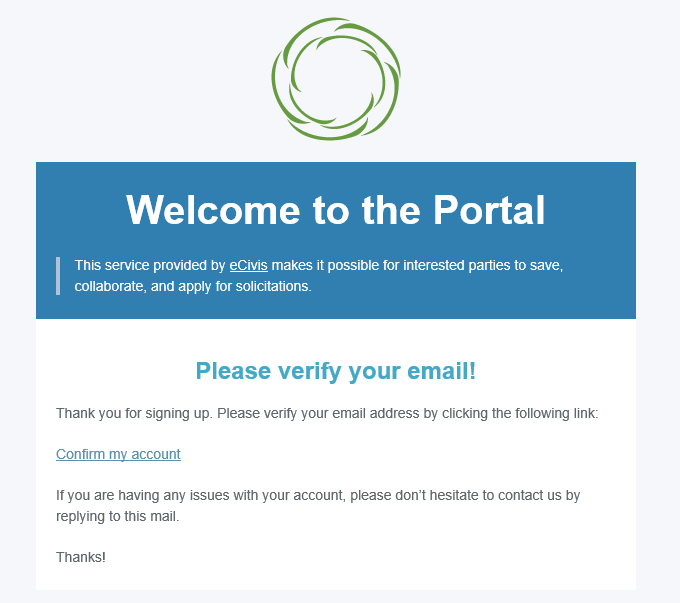 Welcome to the Portal
This service provided by eCivis makes it possible for interested parties to save,
collaborate, and apply for solicitations.
Please verify your email!
Thank you for signing up. Please verify your email address by clicking the following link:
Confirm my account
If you are having any issues with your account, please don’t hesitate to contact us by
replying to this mail.
Thanks!